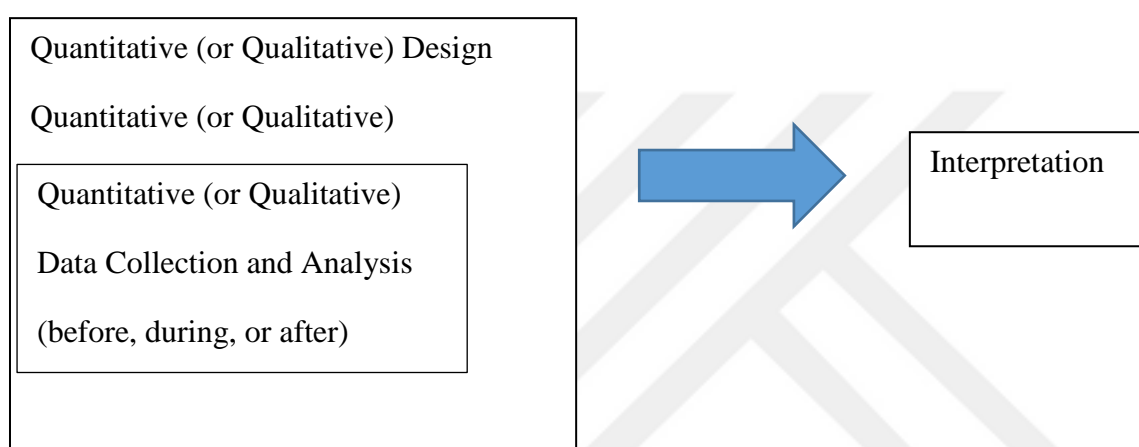 Quantitative (or Qualitative) Design
Quantitative (or Qualitative)
Quantitative (or Qualitative)
Data Collection and Analysis
(before, during, or after)
Interpretation